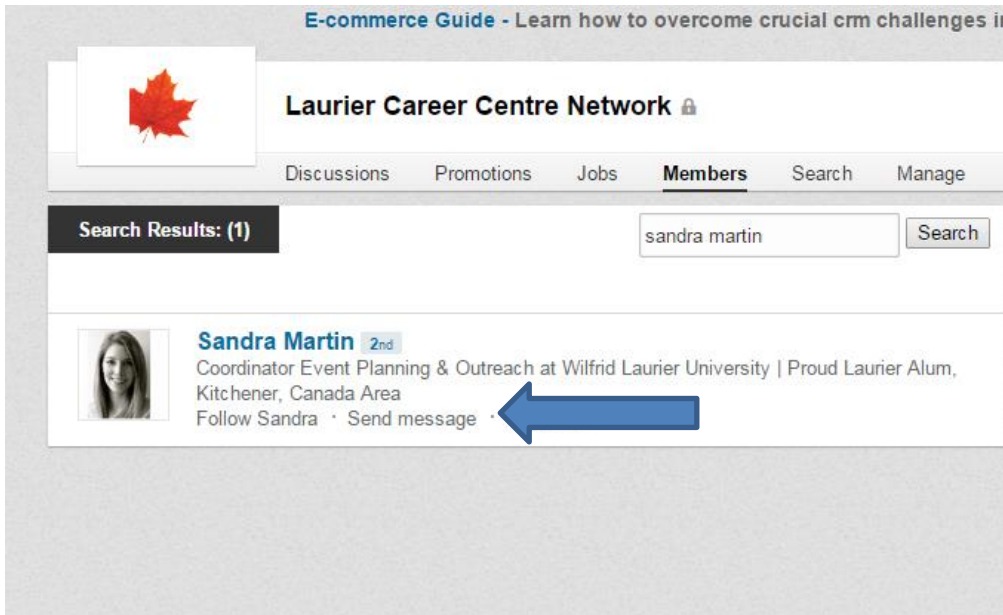 E-commerce Guide - Learn how to overcome crucial crm challenges
Laurier Career Centre Network
Discussions Promotions Jobs Members Search Manage
Search Results: (1)
sandra martin Search
Sandra Martin 2nd
Coordinator Event Planning & Outreach at Wilfrid Laurier University | Proud Laurier Alum,
Kitchener, Canada Area
Follow Sandra · Send message ·